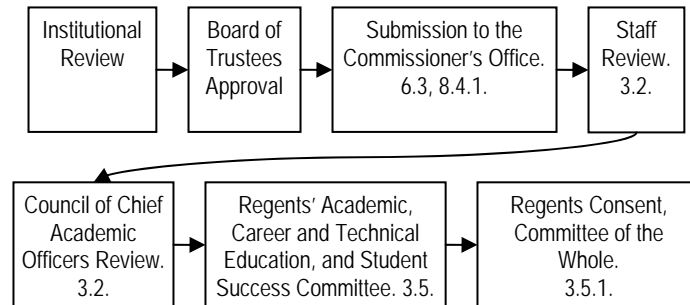 Institutional
Review
Board of
Trustees
Approval
Submission to the
Commissioner’s Office.
6.3, 8.4.1.
Staff
Review.
3.2.
Council of Chief
Academic
Officers Review.
3.2.
Regents’ Academic,
Career and Technical
Education, and Student
Success Committee. 3.5.
Regents Consent,
Committee of the
Whole.
3.5.1.